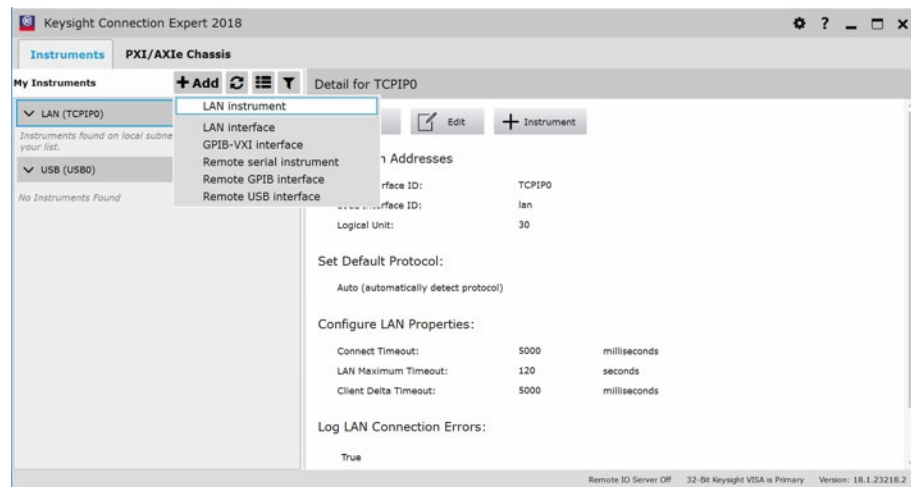 Keysight Connection Expert 2018
?
Instruments PXI/AXIe Chassis
My Instruments
+ Add
Detail for TCPIP0
LAN (TCPIP0)
Instruments found on local subne
your list.
USB (USB0)
No Instruments Found
LAN instrument
LAN interface
GPIB-VXI interface
Remote serial instrument
Remote GPIB interface
Remote USB interface
Edit
+ Instrument
n Addresses
rface ID: TCPIP0
erface ID: lan
Logical Unit: 30
Set Default Protocol:
Auto (automatically detect protocol)
Configure LAN Properties:
Connect Timeout: 5000 milliseconds
LAN Maximum Timeout: 120 seconds
Client Delta Timeout: 5000 milliseconds
Log LAN Connection Errors:
True
Remote IO Server Off 32-Bit Keysight VISA is Primary Version: 18.1.23218.2